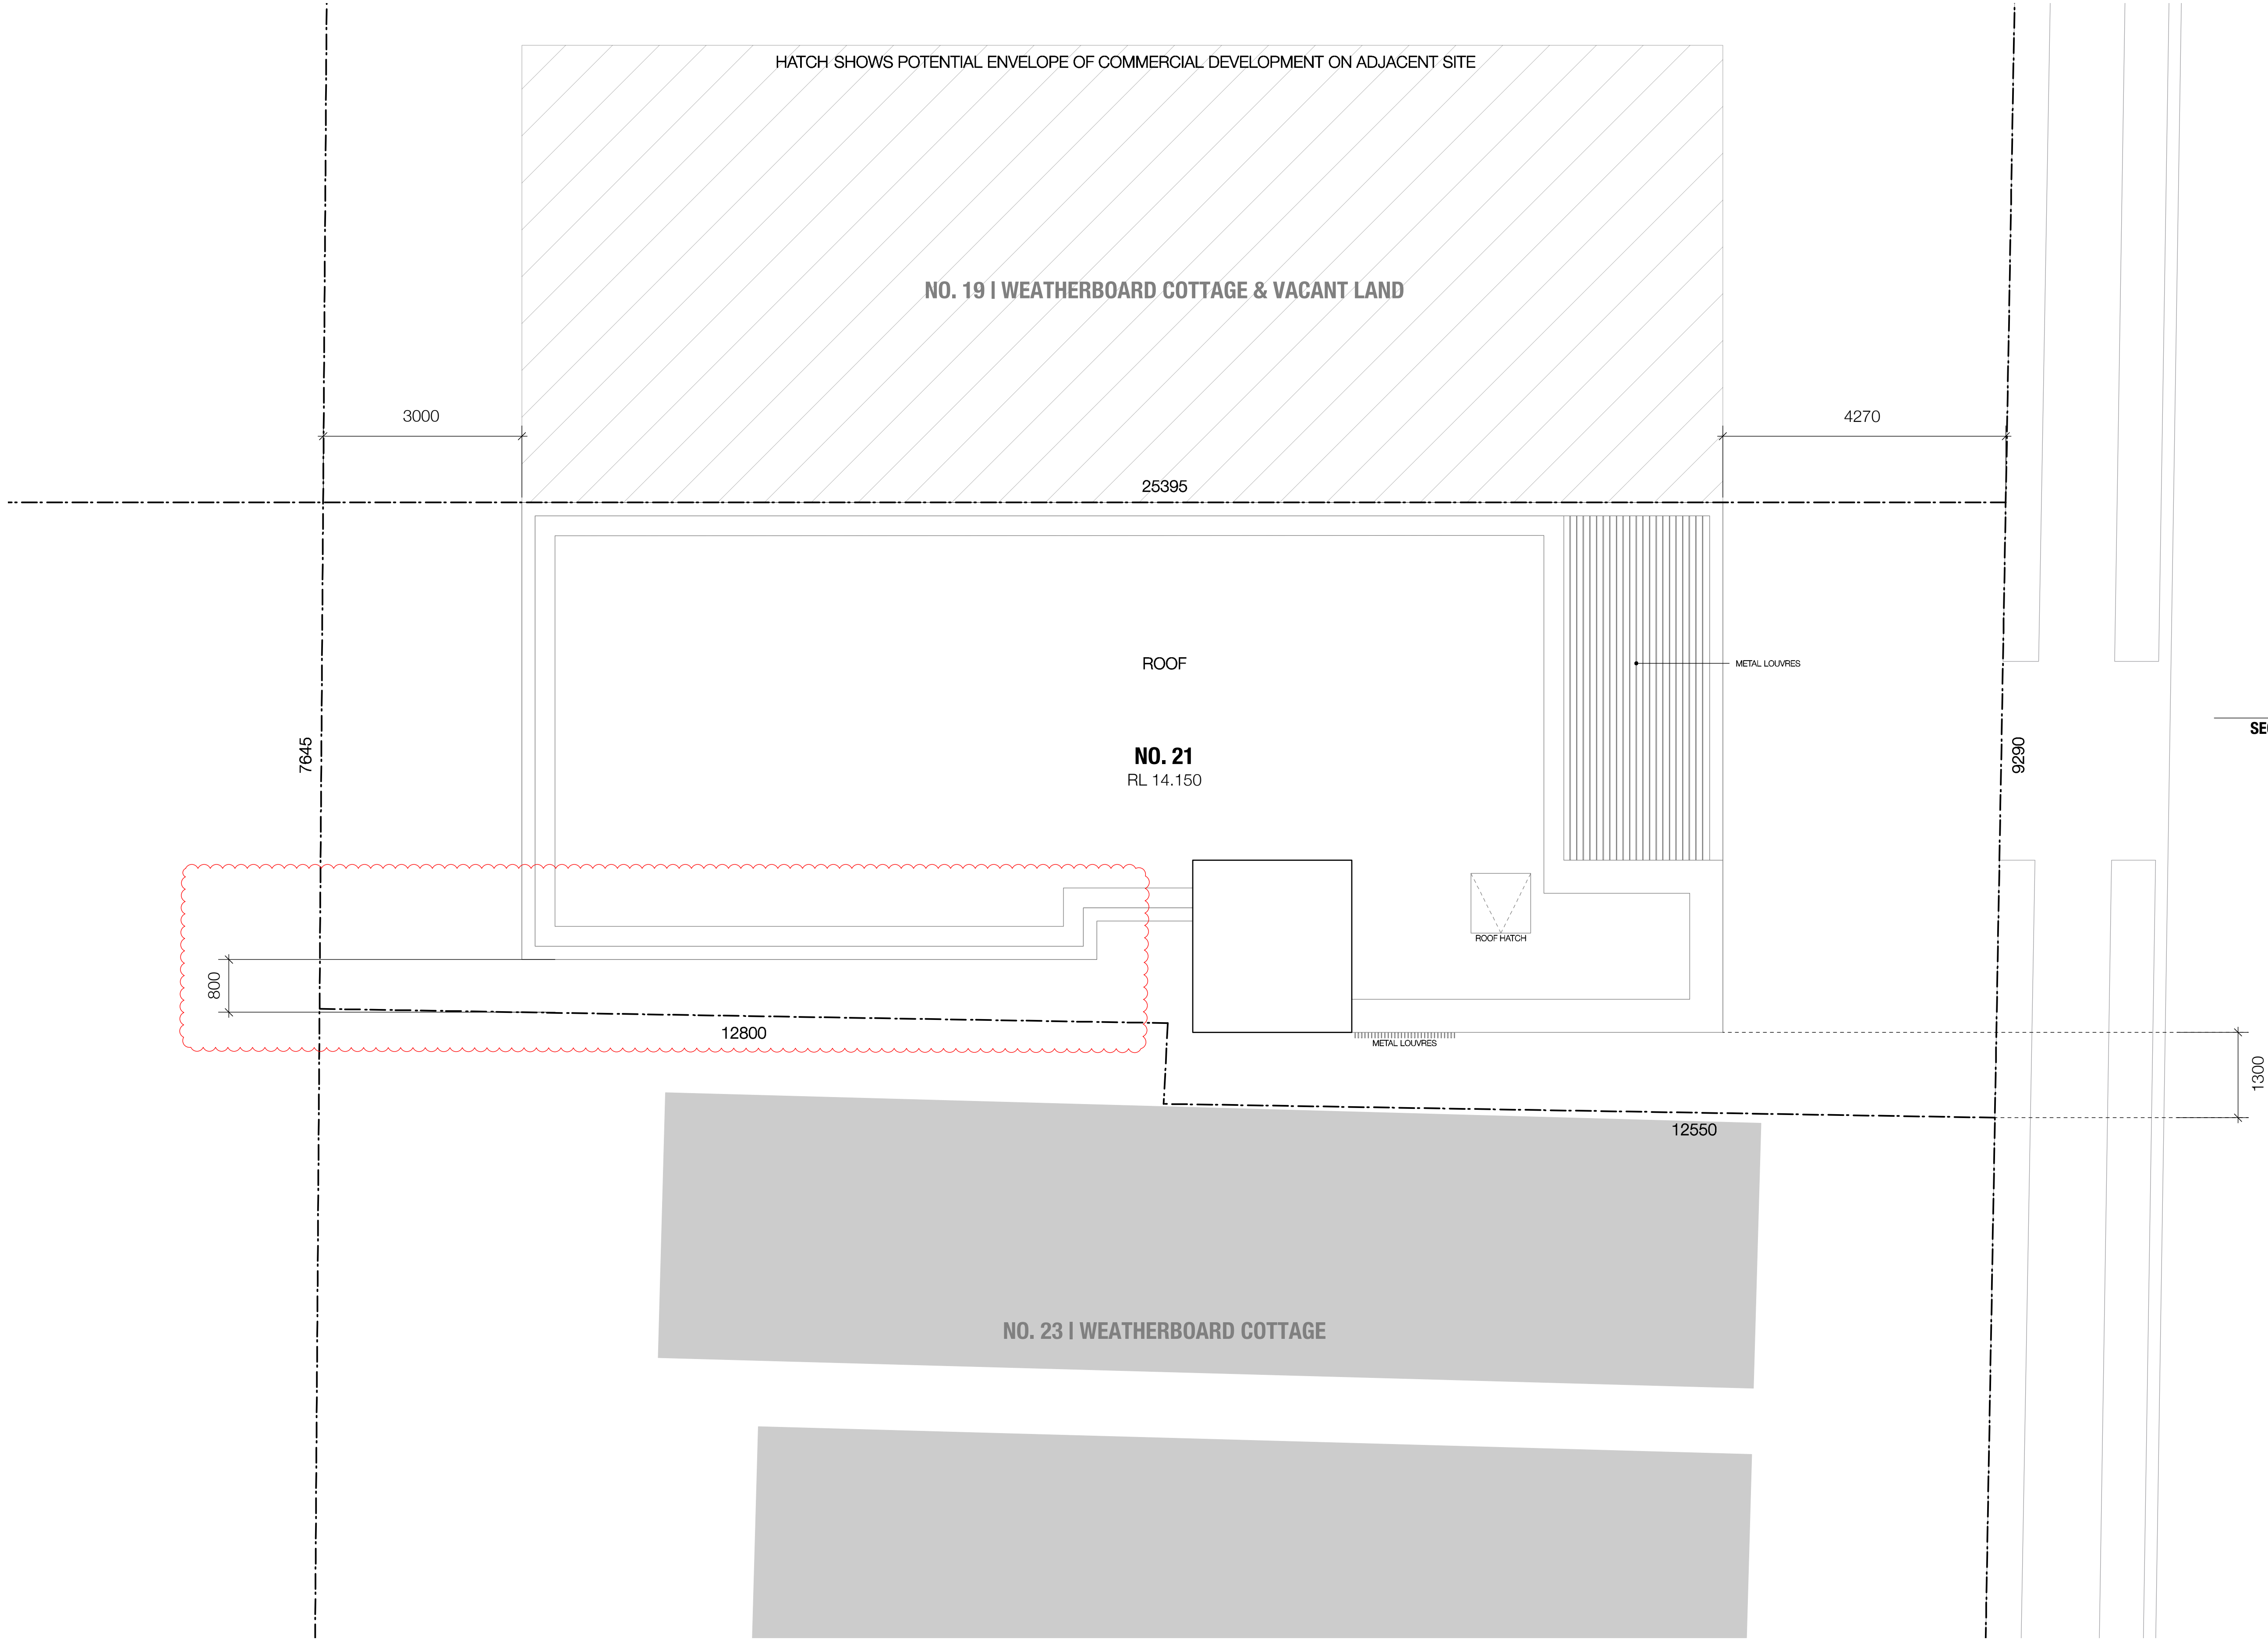 HATCH SHOWS POTENTIAL ENVELOPE OF COMMERCIAL DEVELOPMENT ON ADJACENT SITE
NO. 19 | WEATHERBOARD COTTAGE & VACANT LAND
3000
4270
25395
ROOF
METAL LOUVRES
7645
NO. 21
RL 14.150
9290
ROOF HATCH
800
12800
METAL LOUVRES
1300
12550
NO. 23 | WEATHERBOARD COTTAGE